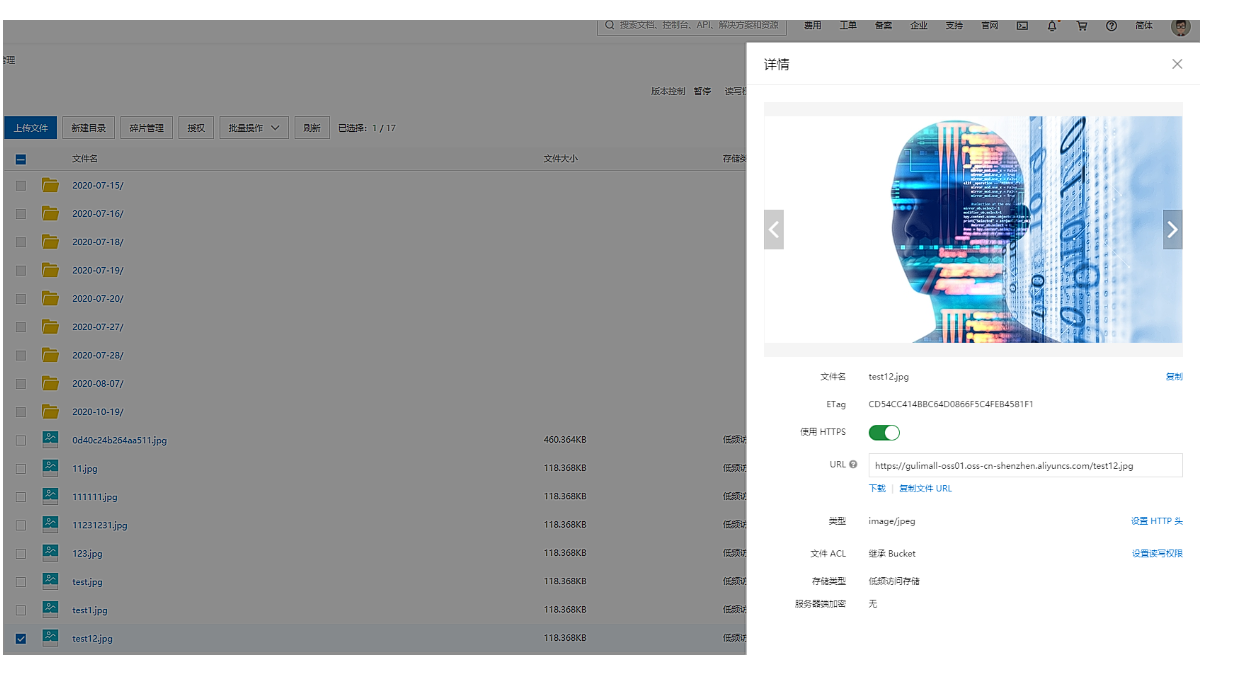 搜索文档、控制台、API、解决方案和资源 费用 工单 备案 企业 支持 官网 简体
管理
详情
版本控制 暂停 读写
上传文件 新建目录 碎片管理 授权 批量操作 刷新 已选择: 1 / 17
文件名 文件大小 存储
2020-07-15/
2020-07-16/
2020-07-18/
2020-07-19/
2020-07-20/
2020-07-27/
2020-07-28/
2020-08-07/
2020-10-19/
0d40c24b264aa511.jpg 460.364KB 低频访
11.jpg 118.368KB 低频访
111111.jpg 118.368KB 低频访
11231231.jpg 118.368KB 低频访
123.jpg 118.368KB 低频访
test.jpg 118.368KB 低频访
test1.jpg 118.368KB 低频访
test12.jpg 118.368KB 低频访
文件名 test12.jpg 复制
ETag CD54CC414BBC64D0866F5C4FEB4581F1
使用 HTTPS
URL https://gulimall-oss01.oss-cn-shenzhen.aliyuncs.com/test12.jpg
下载 | 复制文件 URL
类型 image/jpeg 设置 HTTP 头
文件 ACL 继承 Bucket 设置读写权限
存储类型 低频访问存储
服务器端加密 无